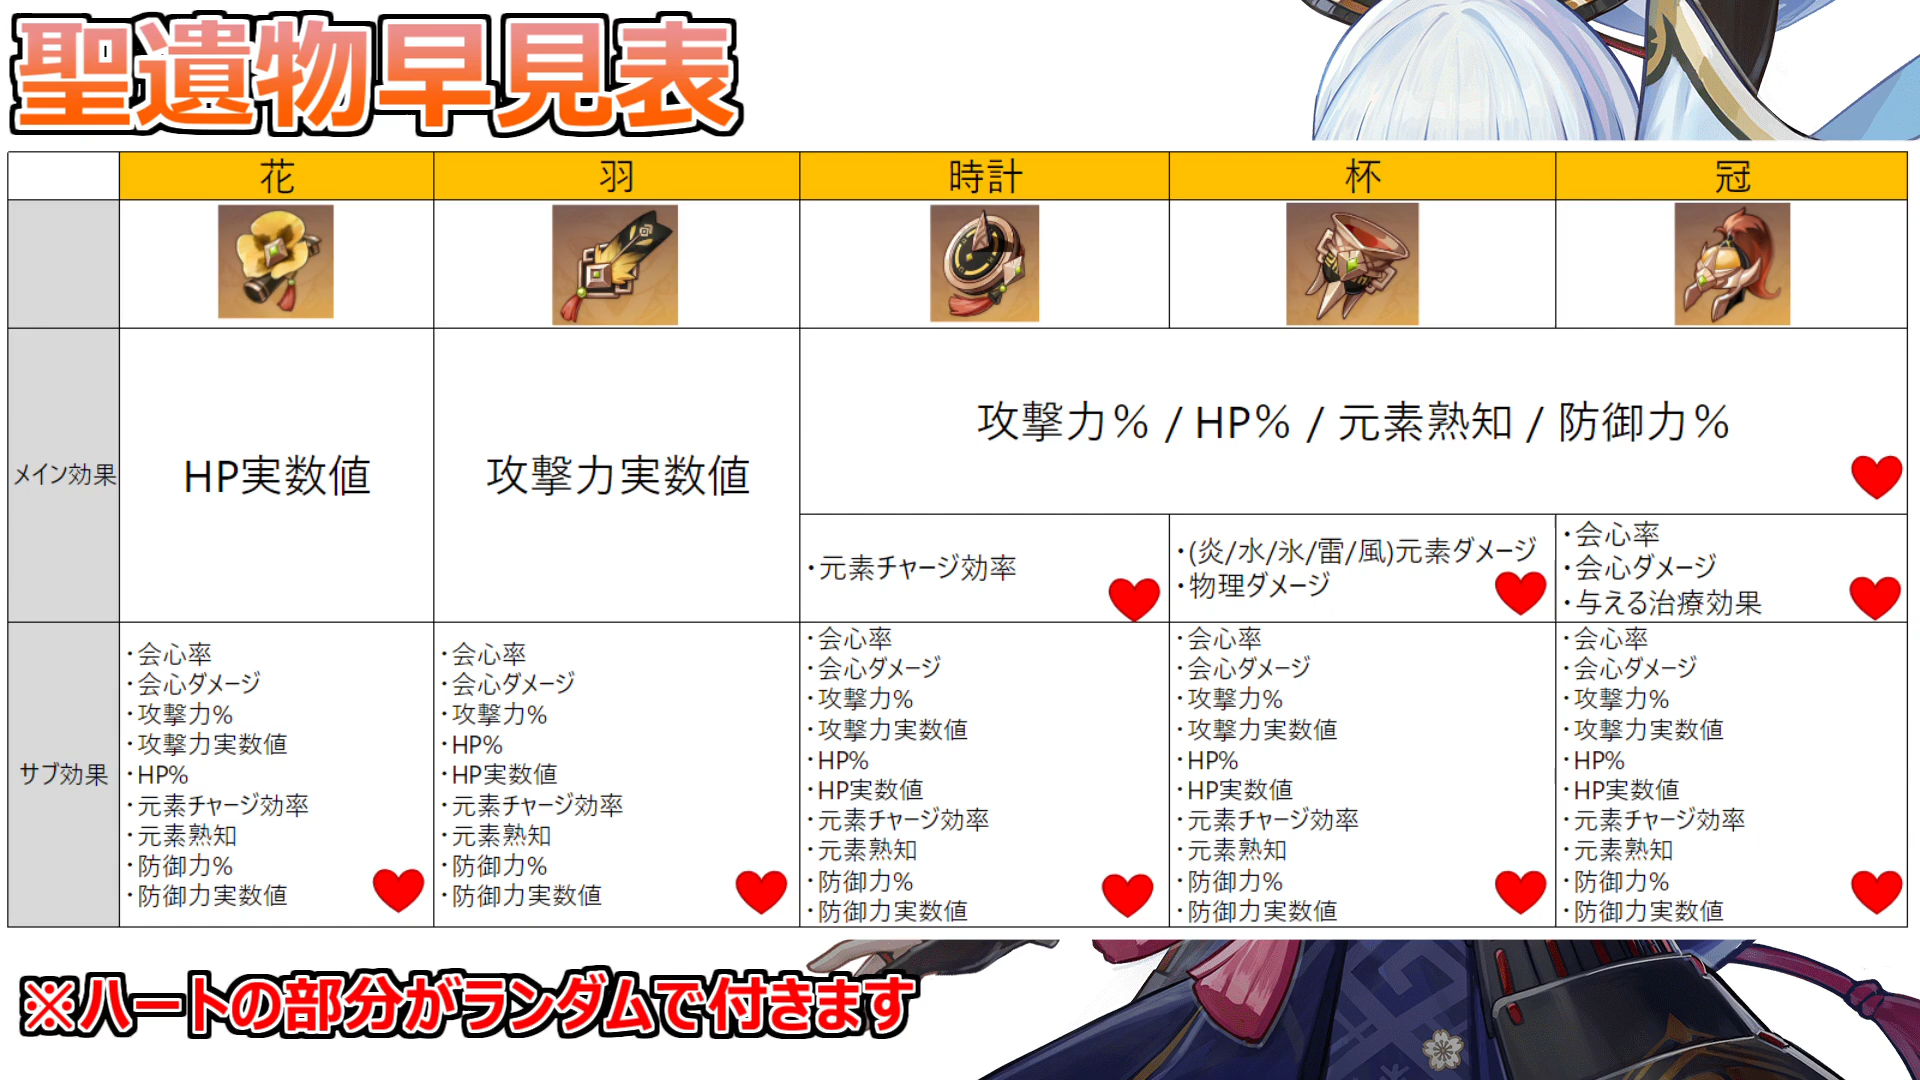 聖遺物早見表
花
羽
時計
杯
冠
メイン効果
HP実数値
攻撃力実数値
攻撃力% / HP% / 元素熟知 / 防御力%
・元素チャージ効率
・(炎/水/氷/雷/風)元素ダメージ
・物理ダメージ
・会心率
・会心ダメージ
・与える治療効果
サブ効果
・会心率
・会心ダメージ
・攻撃力%
・攻撃力実数値
・HP%
・元素チャージ効率
・元素熟知
・防御力%
・防御力実数値
・会心率
・会心ダメージ
・攻撃力%
・HP%
・HP実数値
・元素チャージ効率
・元素熟知
・防御力%
・防御力実数値
・会心率
・会心ダメージ
・攻撃力%
・攻撃力実数値
・HP%
・HP実数値
・元素チャージ効率
・元素熟知
・防御力%
・防御力実数値
・会心率
・会心ダメージ
・攻撃力%
・攻撃力実数値
・HP%
・HP実数値
・元素チャージ効率
・元素熟知
・防御力%
・防御力実数値
・会心率
・会心ダメージ
・攻撃力%
・攻撃力実数値
・HP%
・HP実数値
・元素チャージ効率
・元素熟知
・防御力%
・防御力実数値
※ハートの部分がランダムで付きます